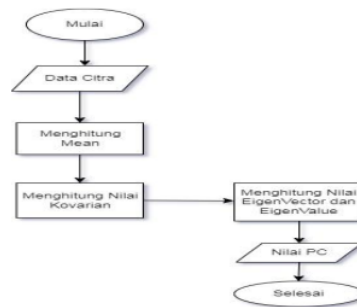 Mulai
Data Citra
Menghitung
Mean
Menghitung Nilai
Kovarian
Menghitung Nilai
EigenVector dan
EigenValue
Nilai PC
Selesai